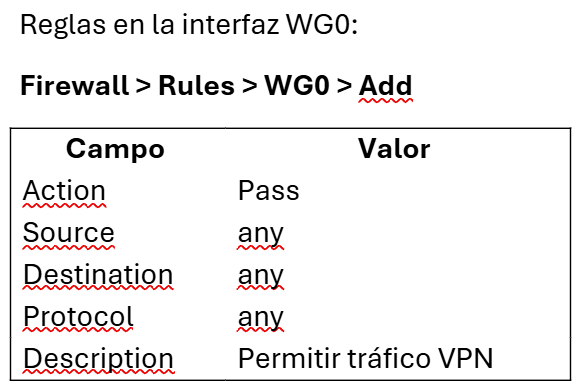 Reglas en la interfaz WG0:
Firewall > Rules > WG0 > Add
Campo Valor
Action Pass
Source any
Destination any
Protocol any
Description Permitir tráfico VPN